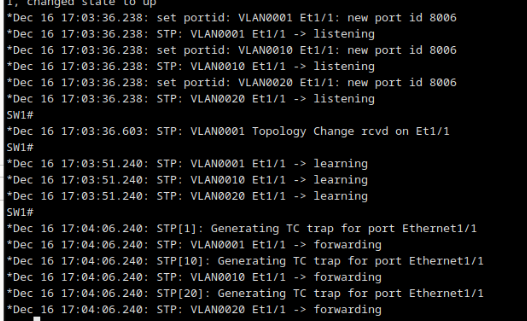 1, changed state to up
*Dec 16 17:03:36.238: set portid: VLAN0001 Et1/1: new port id 8006
*Dec 16 17:03:36.238: STP: VLAN0001 Et1/1 -> listening
*Dec 16 17:03:36.238: set portid: VLAN0010 Et1/1: new port id 8006
*Dec 16 17:03:36.238: STP: VLAN0010 Et1/1 -> listening
*Dec 16 17:03:36.238: set portid: VLAN0020 Et1/1: new port id 8006
*Dec 16 17:03:36.238: STP: VLAN0020 Et1/1 -> listening
SW1#
*Dec 16 17:03:36.603: STP: VLAN0001 Topology Change rcvd on Et1/1
SW1#
*Dec 16 17:03:51.240: STP: VLAN0001 Et1/1 -> learning
*Dec 16 17:03:51.240: STP: VLAN0010 Et1/1 -> learning
*Dec 16 17:03:51.240: STP: VLAN0020 Et1/1 -> learning
SW1#
*Dec 16 17:04:06.240: STP[1]: Generating TC trap for port Ethernet1/1
*Dec 16 17:04:06.240: STP: VLAN0001 Et1/1 -> forwarding
*Dec 16 17:04:06.240: STP[10]: Generating TC trap for port Ethernet1/1
*Dec 16 17:04:06.240: STP: VLAN0010 Et1/1 -> forwarding
*Dec 16 17:04:06.240: STP[20]: Generating TC trap for port Ethernet1/1
*Dec 16 17:04:06.240: STP: VLAN0020 Et1/1 -> forwarding